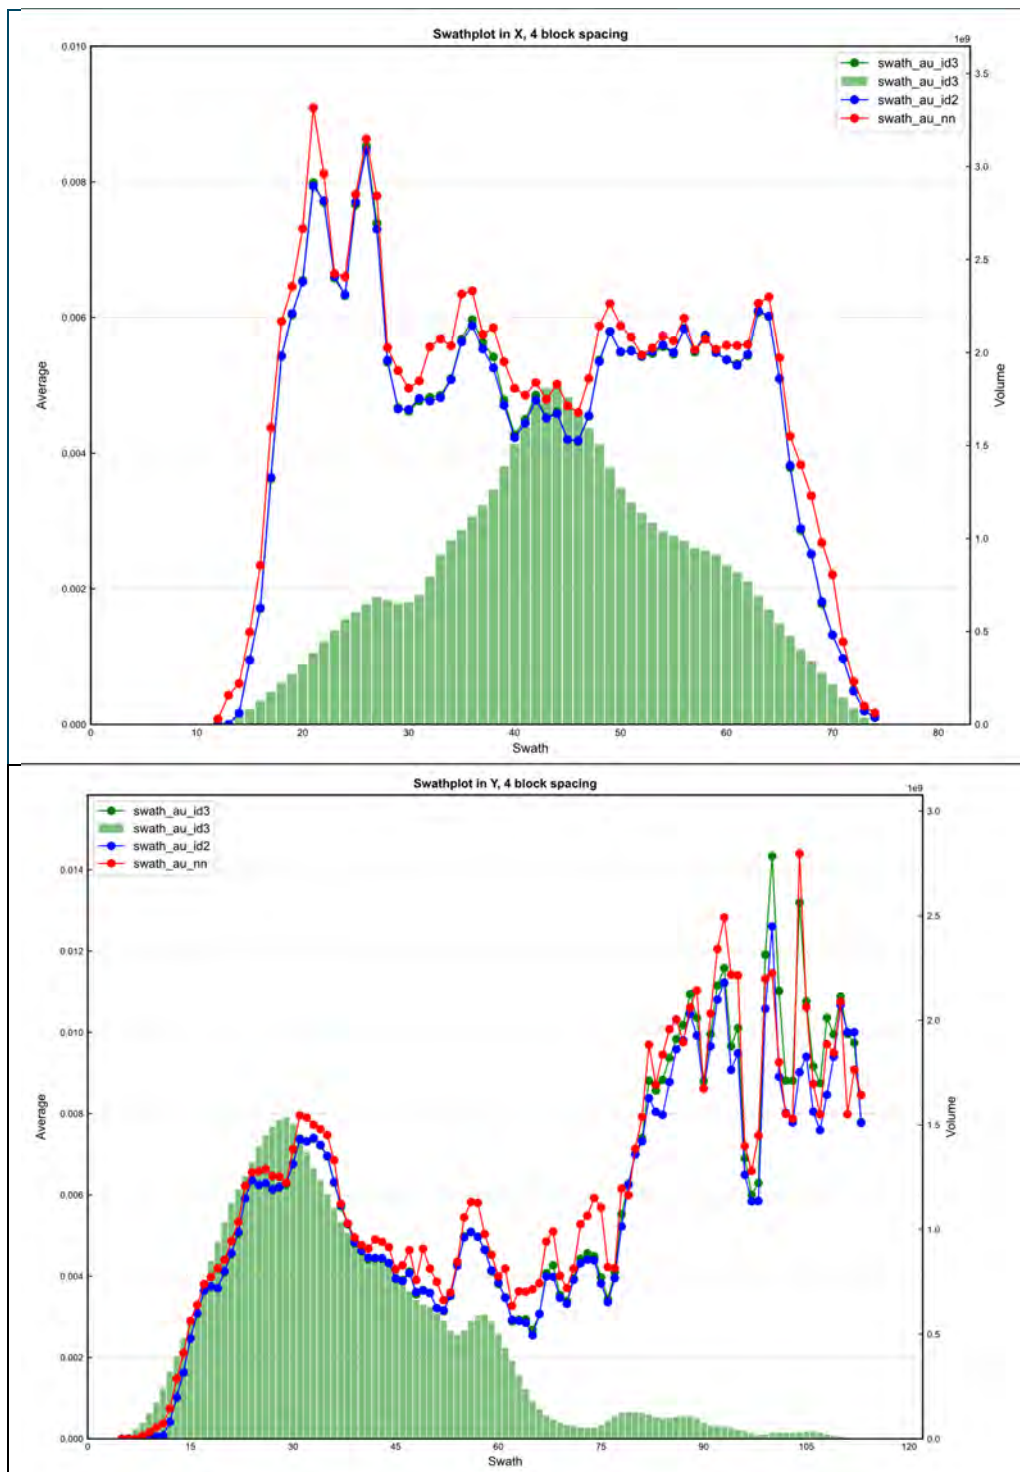 Swathplot in X, 4 block spacing
1e9
0.010
0.008
0.006
0.004
0.002
0.000
Average
swath_au_id3
swath_au_id3
swath_au_id2
swath_au_nn
3.5
3.0
2.5
2.0
1.5
1.0
0.5
0.0
Volume
0 10 20 30 40 50 60 70 80
Swath
Swathplot in Y, 4 block spacing
1e9
swath_au_id3
swath_au_id3
swath_au_id2
swath_au_nn
0.014
0.012
0.010
0.008
0.006
0.004
0.002
0.000
Average
3.0
2.5
2.0
1.5
1.0
0.5
0.0
Volume
0 15 30 45 60 75 90 105 120
Swath